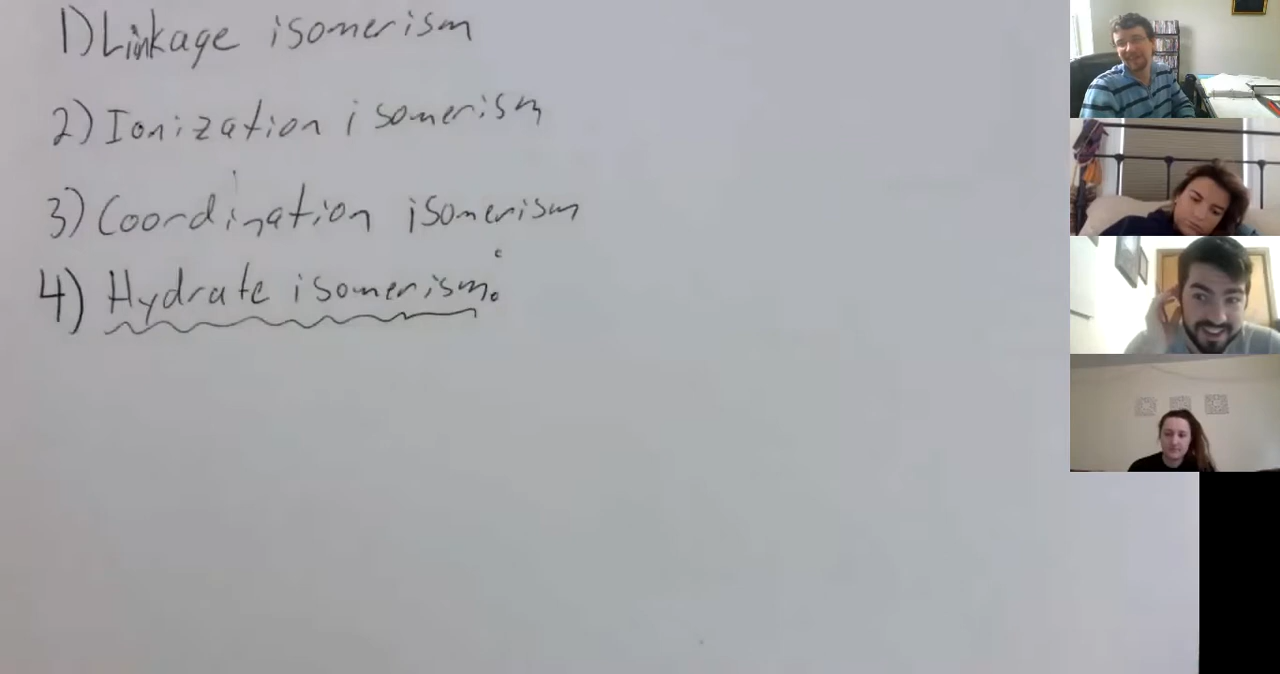 1) Linkage isomerism
2) Ionization isomerism
3) Coordination isomerism
4) Hydrate isomerism: